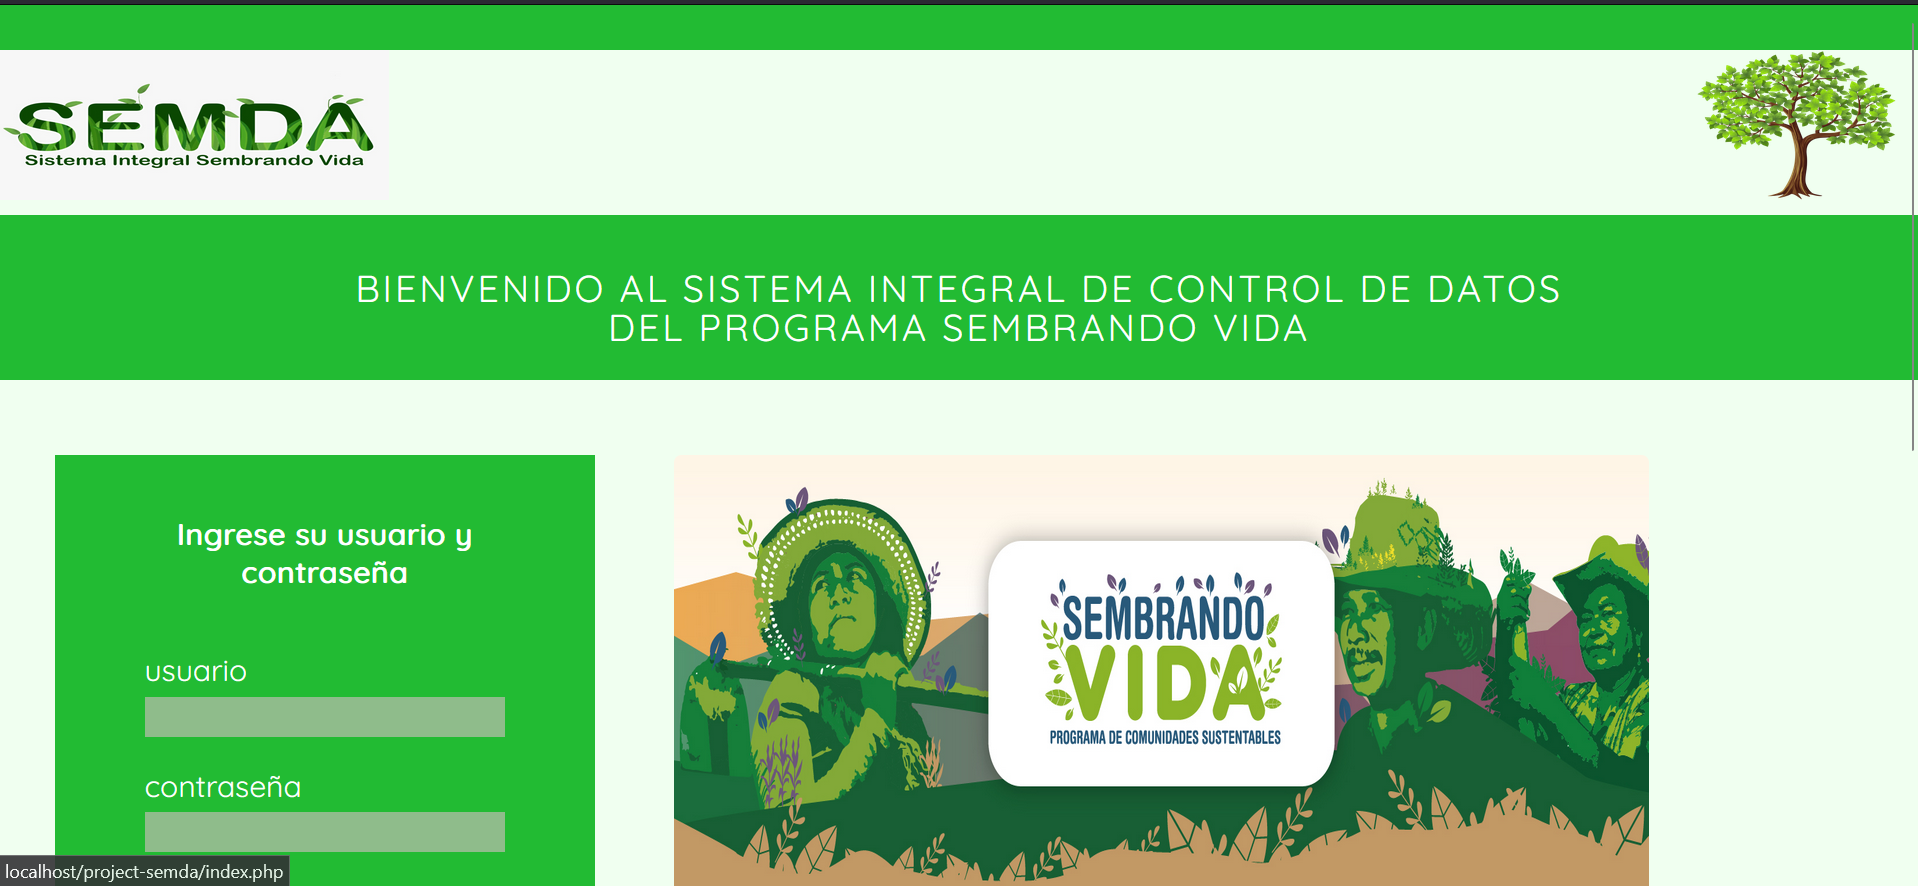 SEMDA
Sistema Integral Sembrando Vida
BIENVENIDO AL SISTEMA INTEGRAL DE CONTROL DE DATOS
DEL PROGRAMA SEMBRANDO VIDA
Ingrese su usuario y
contraseña
usuario
contraseña
SEMBRANDO
VIDA
PROGRAMA DE COMUNIDADES SUSTENTABLES
localhost/project-semda/index.php